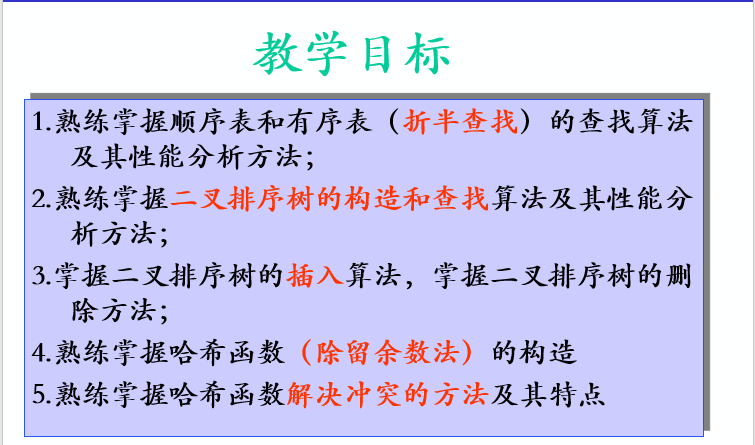 教学目标
1.熟练掌握顺序表和有序表（折半查找）的查找算法
及其性能分析方法；
2.熟练掌握二叉排序树的构造和查找算法及其性能分
析方法；
3.掌握二叉排序树的插入算法，掌握二叉排序树的删
除方法；
4.熟练掌握哈希函数（除留余数法）的构造
5.熟练掌握哈希函数解决冲突的方法及其特点